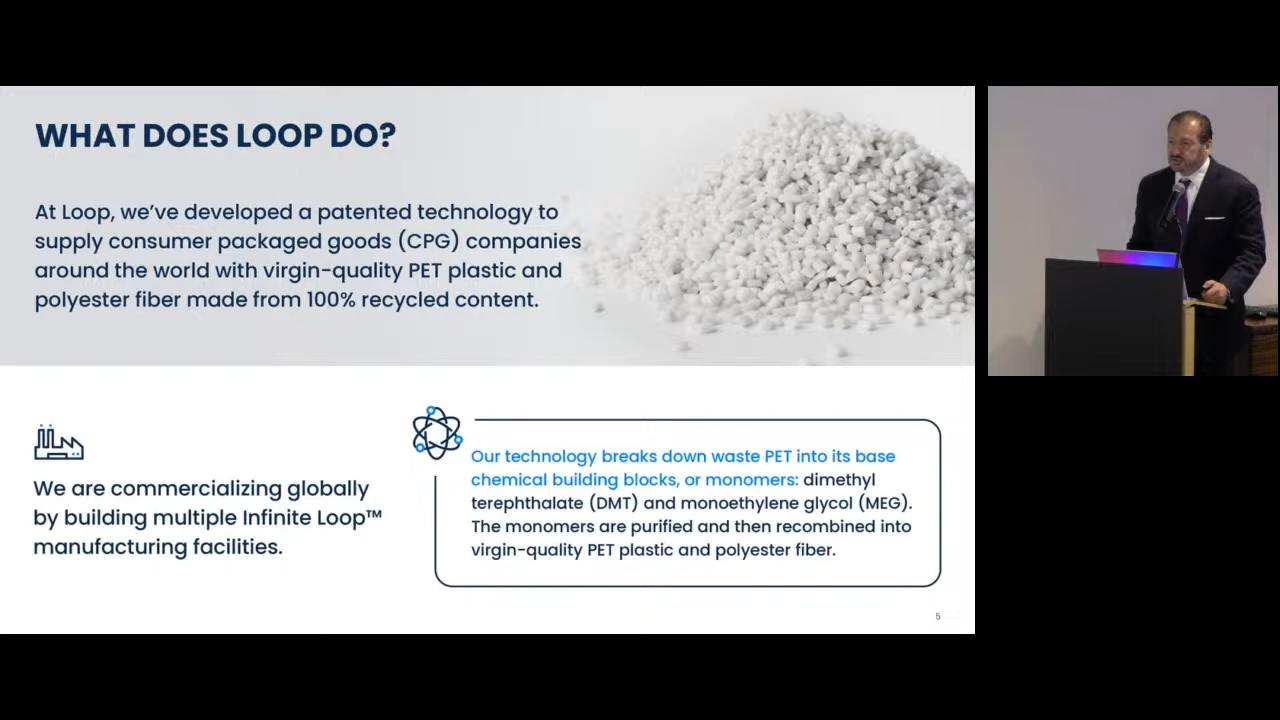 WHAT DOES LOOP DO?
At Loop, we’ve developed a patented technology to
supply consumer packaged goods (CPG) companies
around the world with virgin-quality PET plastic and
polyester fiber made from 100% recycled content.
We are commercializing globally
by building multiple Infinite Loop™
manufacturing facilities.
Our technology breaks down waste PET into its base
chemical building blocks, or monomers: dimethyl
terephthalate (DMT) and monoethylene glycol (MEG).
The monomers are purified and then recombined into
virgin-quality PET plastic and polyester fiber.
5